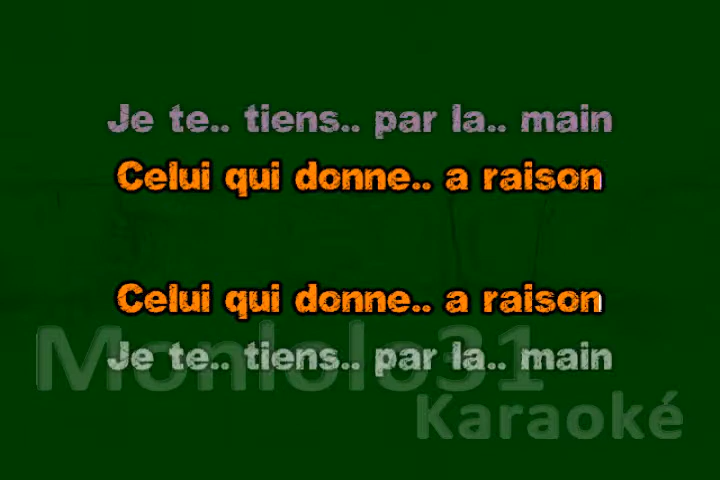 Je te.. tiens.. par la.. main
Celui qui donne.. a raison
Celui qui donne.. a raison
Je te.. tiens.. par la.. main
Monlolo31
Karaoké